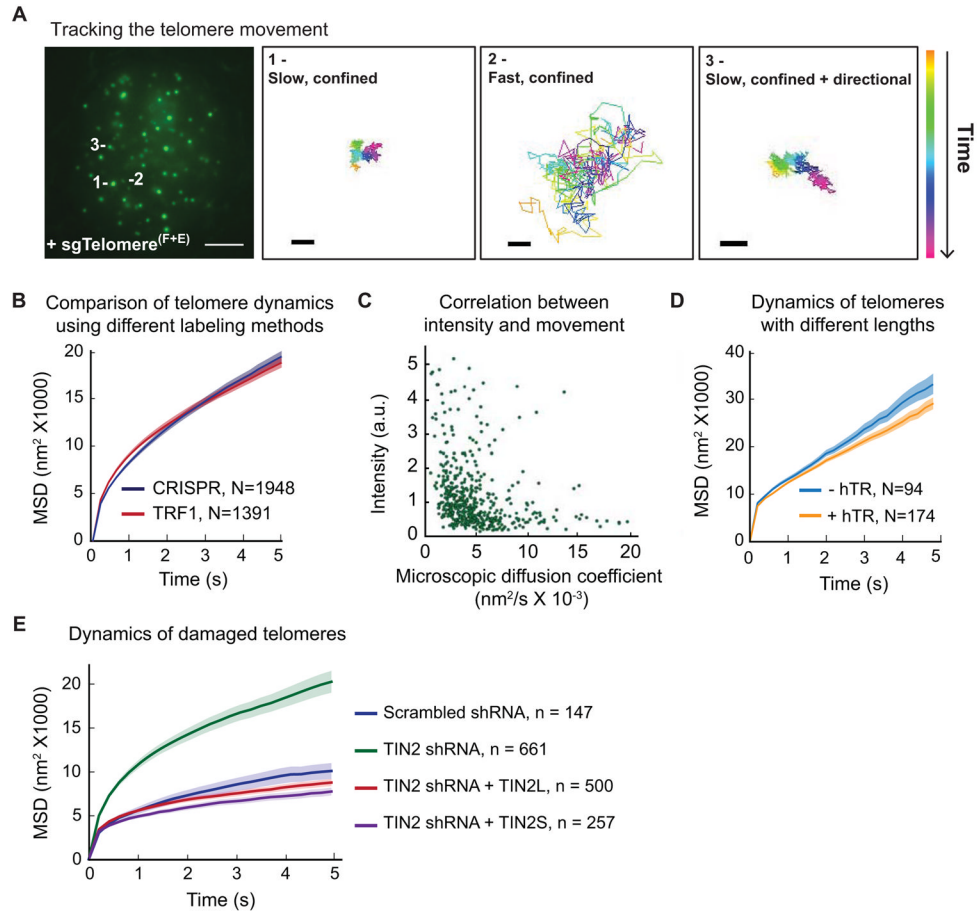 A
Tracking the telomere movement
3-
1-
-2
+ sgTelomere(F+E)
1 -
Slow, confined
2 -
Fast, confined
3 -
Slow, confined + directional
Time
B
Comparison of telomere dynamics
using different labeling methods
MSD (nm2 X1000)
20
15
10
5
0
CRISPR, N=1948
TRF1, N=1391
0 1 2 3 4 5
Time (s)
C
Correlation between
intensity and movement
Intensity (a.u.)
5
4
3
2
1
0
0 5 10 15 20
Microscopic diffusion coefficient
(nm2/s X 10-3)
D
Dynamics of telomeres
with different lengths
MSD (nm2 X1000)
40
30
20
10
0
- hTR, N=94
+ hTR, N=174
0 1 2 3 4 5
Time (s)
E
Dynamics of damaged telomeres
MSD (nm2 X1000)
20
15
10
5
0
0 1 2 3 4 5
Time (s)
Scrambled shRNA, n = 147
TIN2 shRNA, n = 661
TIN2 shRNA + TIN2L, n = 500
TIN2 shRNA + TIN2S, n = 257